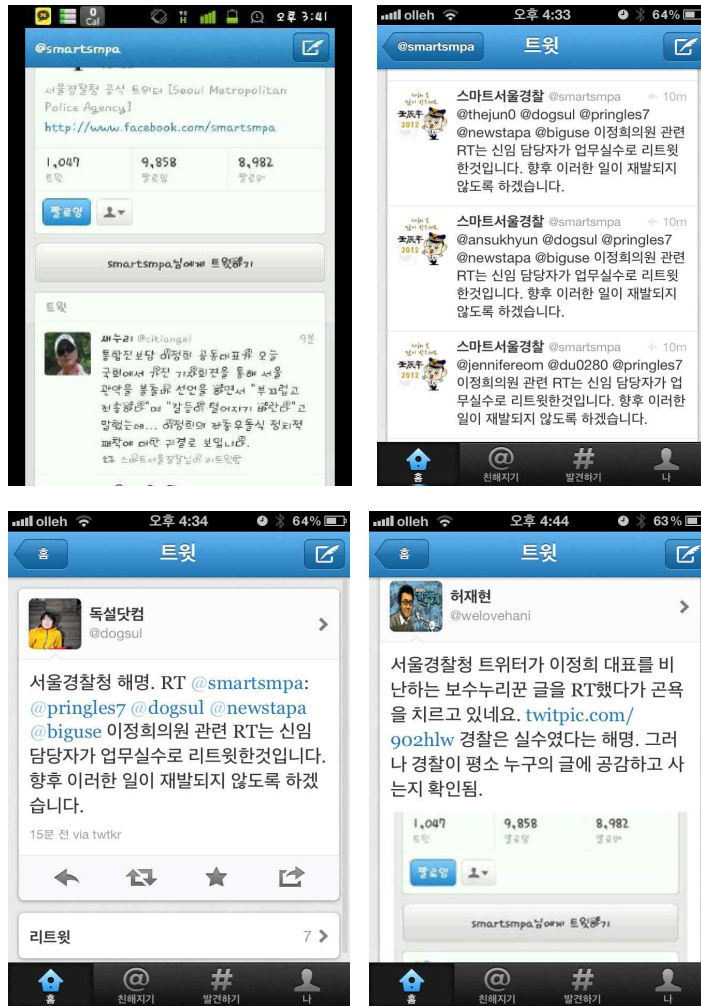 0
Cal
오후 3:41
@smartsmpa
서울경찰청 공식 트위터 [Seoul Metropolitan
Police Agency]
http://www.facebook.com/smartsmpa
1,047
트윗
9,858
팔로잉
8,982
팔로어
팔로잉
smartsmpa님에게 트윗하기
트윗
새누리 @citiangel
9분
통합진보당 이정희 공동대표가 오늘
국회에서 가진 기자회견을 통해 서울
관악을 불출마 선언을 하면서 "부끄럽고
죄송하다"며 "갈등이 털어지기 바란다"고
말했는데... 이정희의 좌충우돌식 정치적
패착에 대한 귀결로 보입니다.
스마트서울경찰님이 리트윗함
olleh
오후 4:33
64%
@smartsmpa
트윗
스마트서울경찰 @smartsmpa
10m
@thejun0 @dogsul @pringles7
@newstapa @biguse 이정희의원 관련
RT는 신임 담당자가 업무실수로 리트윗
한것입니다. 향후 이러한 일이 재발되지
않도록 하겠습니다.
壬辰年
2012
스마트서울경찰 @smartsmpa
10m
@ansukhyun @dogsul @pringles7
@newstapa @biguse 이정희의원 관련
RT는 신임 담당자가 업무실수로 리트윗
한것입니다. 향후 이러한 일이 재발되지
않도록 하겠습니다.
壬辰年
2012
스마트서울경찰 @smartsmpa
10m
@jennifereom @du0280 @pringles7
이정희의원 관련 RT는 신임 담당자가 업
무실수로 리트윗한것입니다. 향후 이러한
일이 재발되지 않도록 하겠습니다.
壬辰年
2012
홈
친해지기
발견하기
나
olleh
오후 4:34
64%
홈
트윗
독설닷컴
@dogsul
서울경찰청 해명. RT @smartsmpa:
@pringles7 @dogsul @newstapa
@biguse 이정희의원 관련 RT는 신임
담당자가 업무실수로 리트윗한것입니다.
향후 이러한 일이 재발되지 않도록 하겠
습니다.
15분 전 via twtkr
리트윗
7
홈
친해지기
발견하기
나
olleh
오후 4:44
63%
홈
트윗
허재현
@welovehani
서울경찰청 트위터가 이정희 대표를 비
난하는 보수누리꾼 글을 RT했다가 곤욕
을 치르고 있네요. twitpic.com/
902hlw 경찰은 실수였다는 해명. 그러
나 경찰이 평소 누구의 글에 공감하고 사
는지 확인됨.
1,047
트윗
9,858
팔로잉
8,982
팔로어
팔로잉
smartsmpa님에게 트윗하기
홈
친해지기
발견하기
나